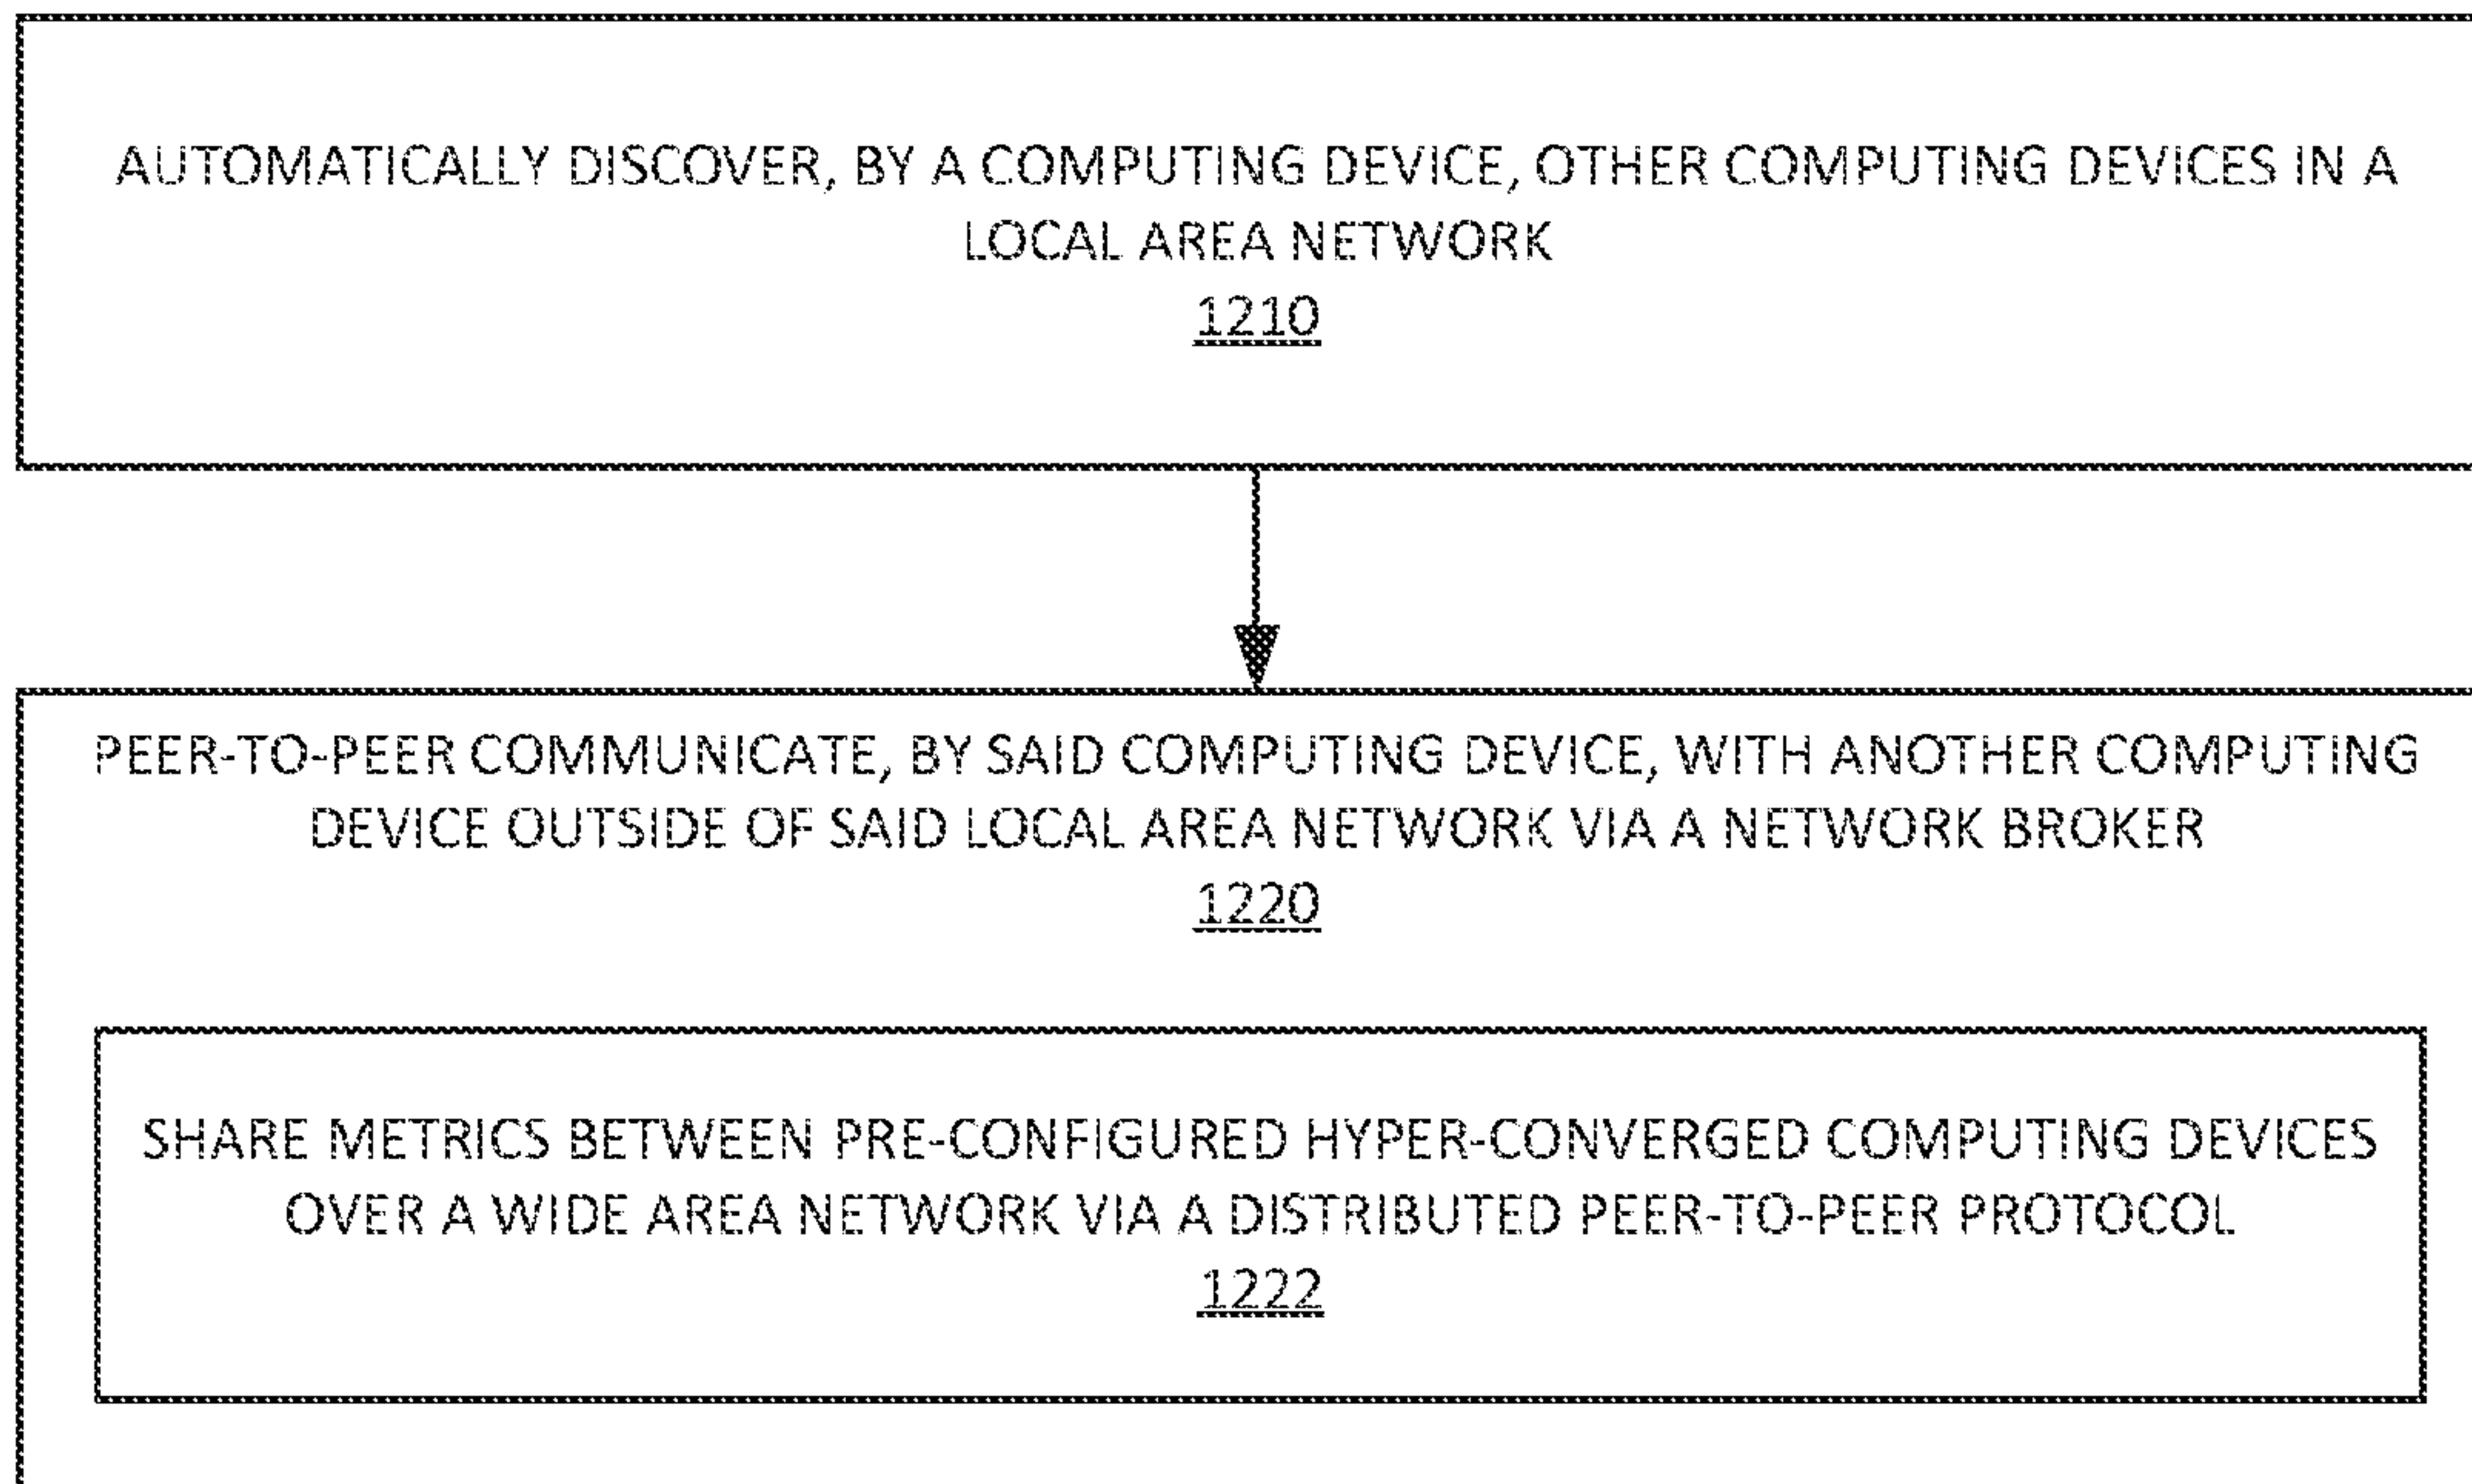 AUTOMATICALLY DISCOVER, BY A COMPUTING DEVICE, OTHER COMPUTING DEVICES IN A
LOCAL AREA NETWORK
1210
PEER-TO-PEER COMMUNICATE, BY SAID COMPUTING DEVICE, WITH ANOTHER COMPUTING
DEVICE OUTSIDE OF SAID LOCAL AREA NETWORK VIA A NETWORK BROKER
1220
SHARE METRICS BETWEEN PRE-CONFIGURED HYPER-CONVERGED COMPUTING DEVICES
OVER A WIDE AREA NETWORK VIA A DISTRIBUTED PEER-TO-PEER PROTOCOL
1222